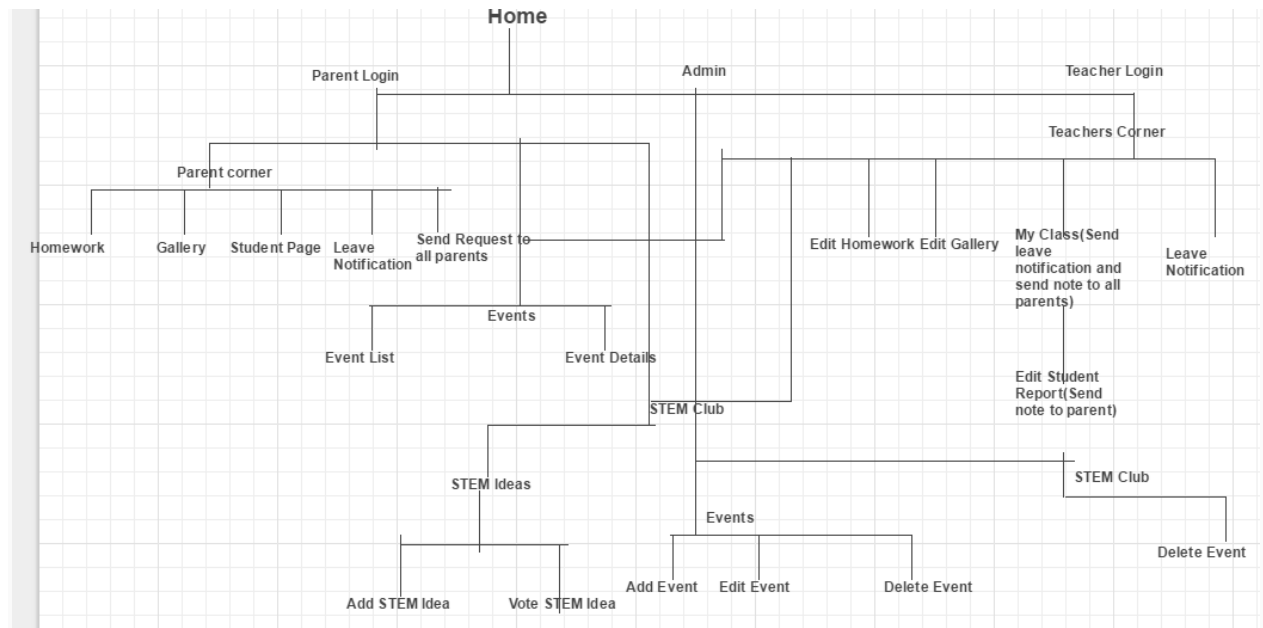 Home
Parent Login
Admin
Teacher Login
Teachers Corner
Parent corner
Homework
Gallery
Student Page
Leave
Notification
Send Request to
all parents
Edit Homework
Edit Gallery
My Class(Send
leave
notification and
send note to all
parents)
Leave
Notification
Events
Event List
Event Details
Edit Student
Report(Send
note to parent)
STEM Club
STEM Ideas
STEM Club
Events
Delete Event
Add Event
Edit Event
Delete Event
Add STEM Idea
Vote STEM Idea